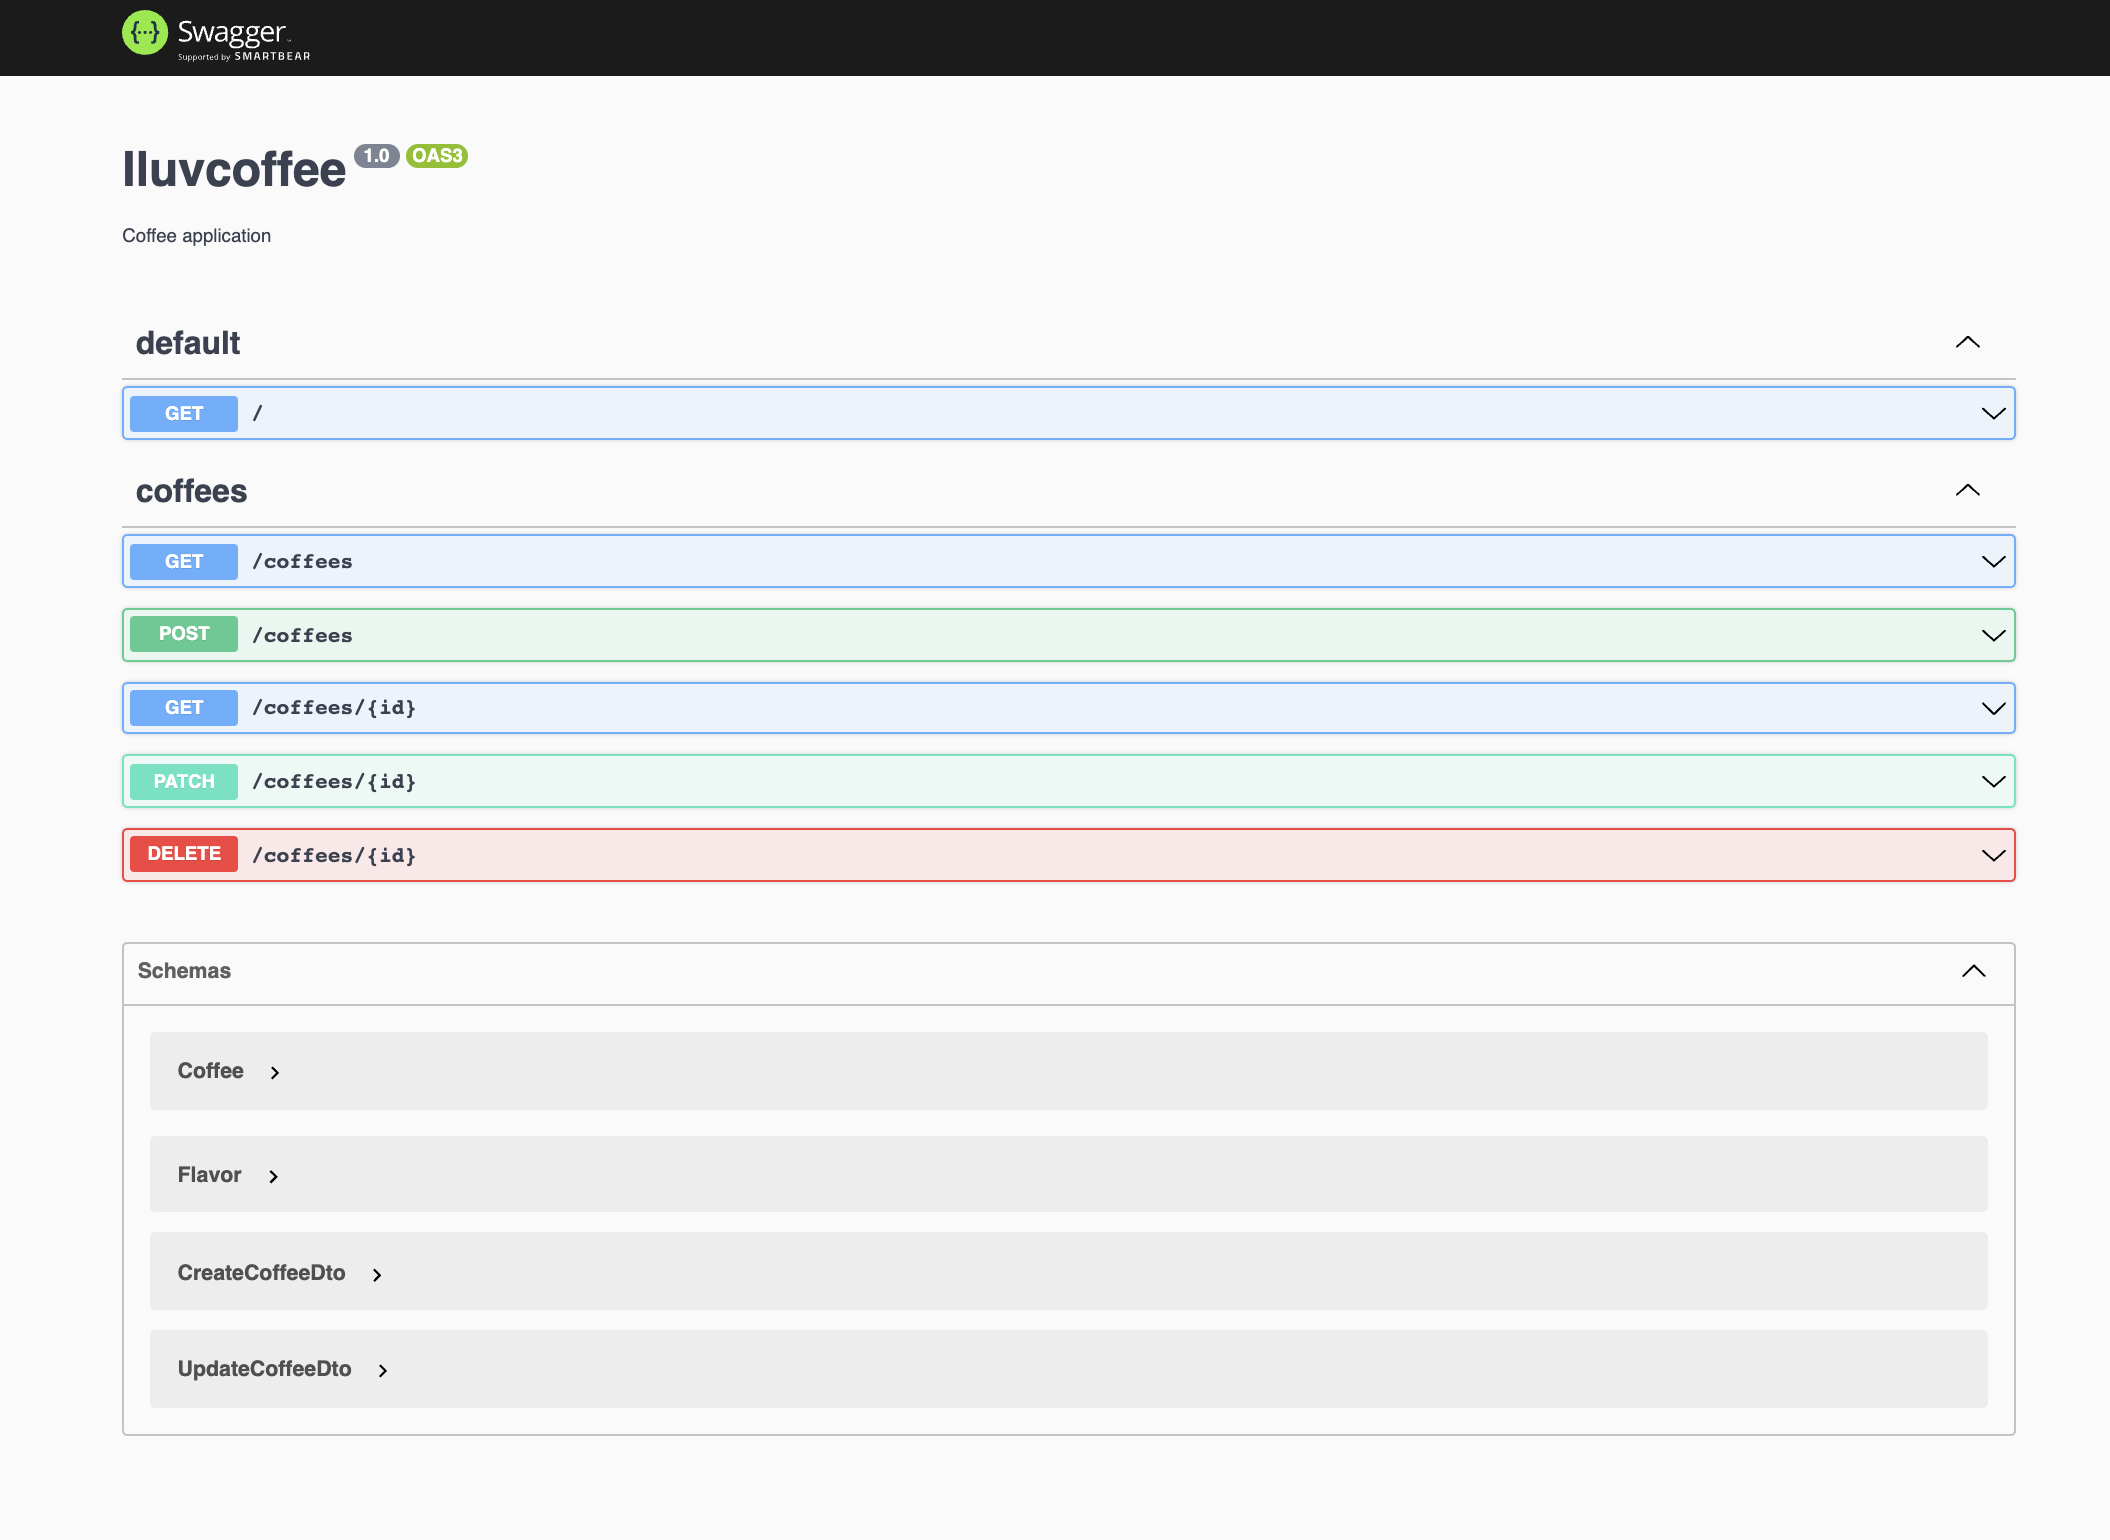 Swagger
Supported by SMARTBEAR
lluvcoffee 1.0 OAS3
Coffee application
default
GET /
coffees
GET /coffees
POST /coffees
GET /coffees/{id}
PATCH /coffees/{id}
DELETE /coffees/{id}
Schemas
Coffee
Flavor
CreateCoffeeDto
UpdateCoffeeDto